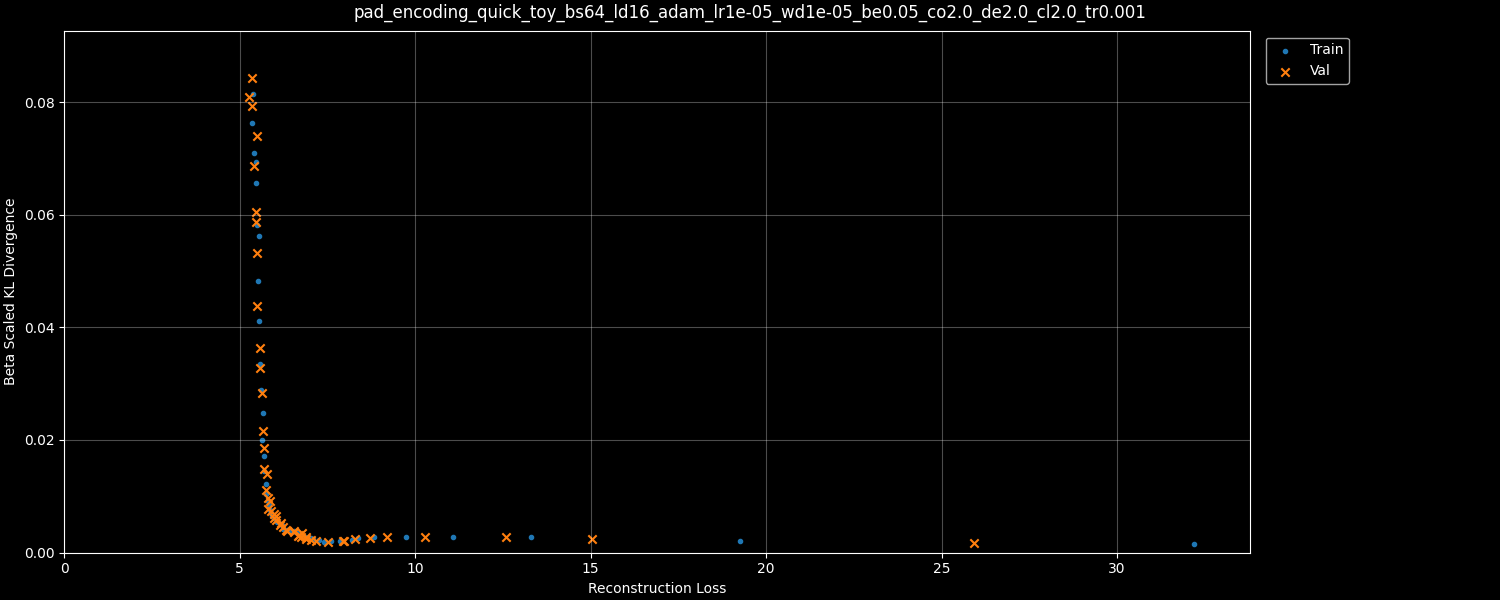 pad_encoding_quick_toy_bs64_ld16_adam_lr1e-05_wd1e-05_be0.05_co2.0_de2.0_cl2.0_tr0.001
Train
Val
Beta Scaled KL Divergence
0.08
0.06
0.04
0.02
0.00
0 5 10 15 20 25 30
Reconstruction Loss